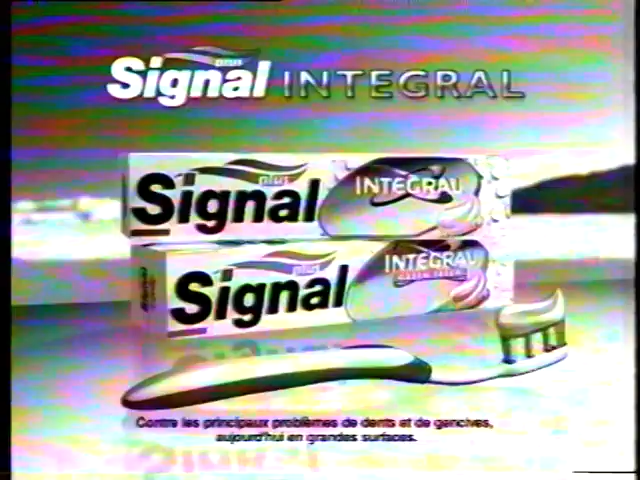 Signal plus INTEGRAL
Signal plus INTEGRAL
Signal plus INTEGRAL
Contre les principaux problèmes de dents et de gencives,
aujourd'hui en grandes surfaces.